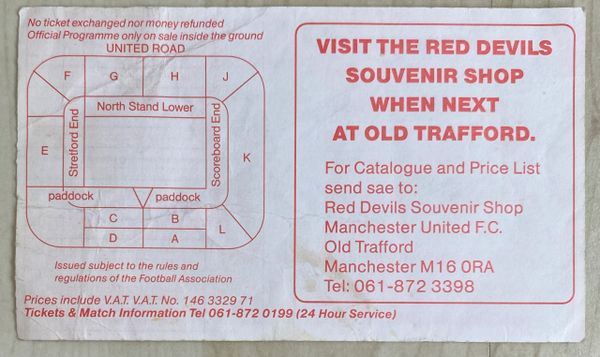 No ticket exchanged nor money refunded
Official Programme only on sale inside the ground
UNITED ROAD
F
G
H
J
North Stand Lower
Stretford End
Scoreboard End
E
K
paddock
paddock
C
B
D
A
L
Issued subject to the rules and
regulations of the Football Association
Prices include V.A.T. V.A.T. No. 146 3329 71
Tickets & Match Information Tel 061-872 0199 (24 Hour Service)
VISIT THE RED DEVILS
SOUVENIR SHOP
WHEN NEXT
AT OLD TRAFFORD.
For Catalogue and Price List
send sae to:
Red Devils Souvenir Shop
Manchester United F.C.
Old Trafford
Manchester M16 0RA
Tel: 061-872 3398